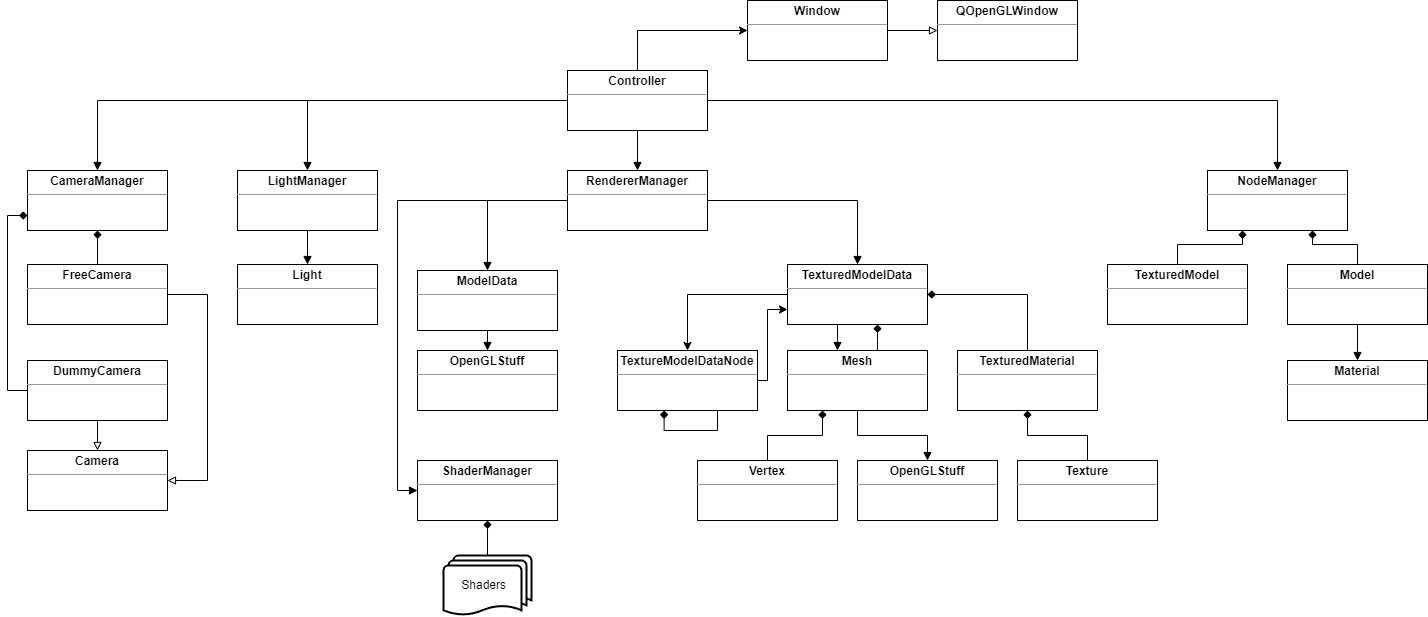 Window
QOpenGLWindow
Controller
CameraManager
LightManager
RendererManager
NodeManager
FreeCamera
Light
ModelData
TexturedModelData
TexturedModel
Model
DummyCamera
OpenGLStuff
TextureModelDataNode
Mesh
TexturedMaterial
Material
Camera
ShaderManager
Vertex
OpenGLStuff
Texture
Shaders